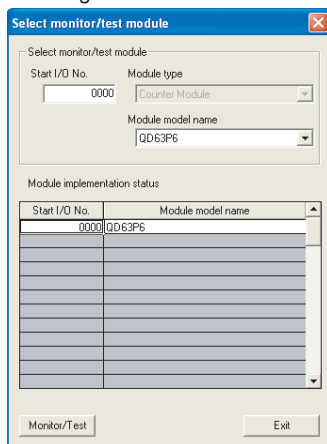 Select monitor/test module
Select monitor/test module
Start I/O No. Module type
0000 Counter Module
Module model name
QD63P6
Module implementation status
Start I/O No. Module model name
0000 QD63P6
Monitor/Test Exit